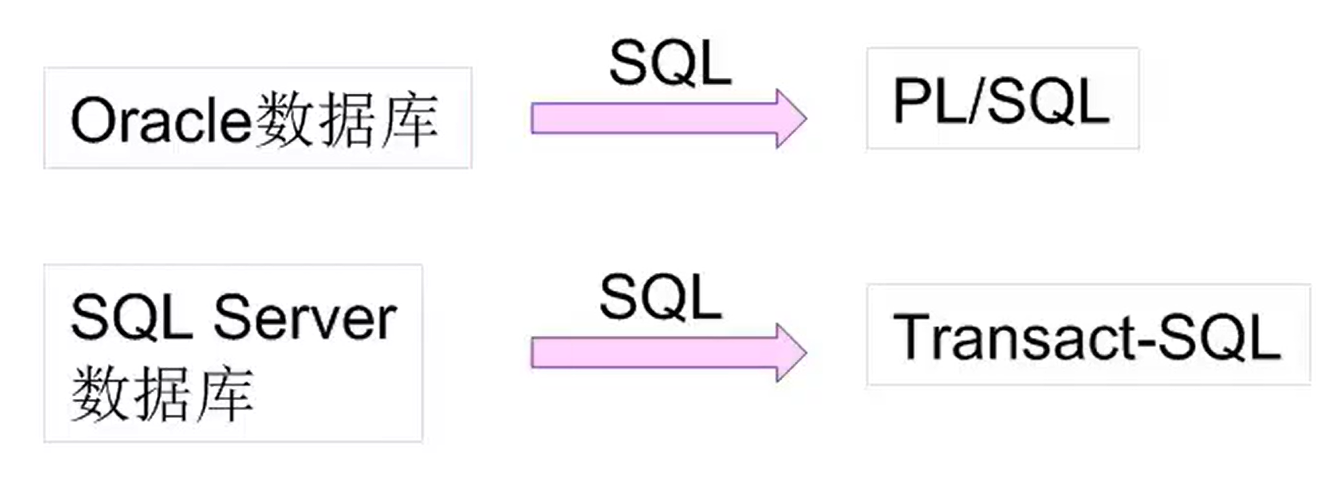 Oracle数据库
SQL
PL/SQL
SQL Server
数据库
SQL
Transact-SQL